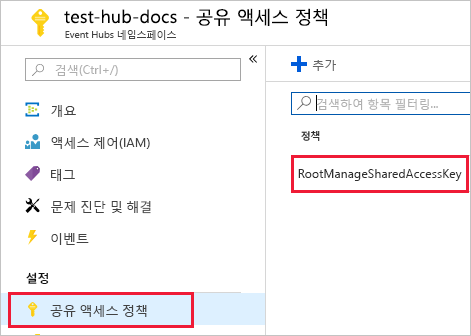 test-hub-docs - 공유 액세스 정책
Event Hubs 네임스페이스
검색(Ctrl+/)
개요
액세스 제어(IAM)
태그
문제 진단 및 해결
이벤트
설정
공유 액세스 정책
추가
검색하여 항목 필터링...
정책
RootManageSharedAccessKey